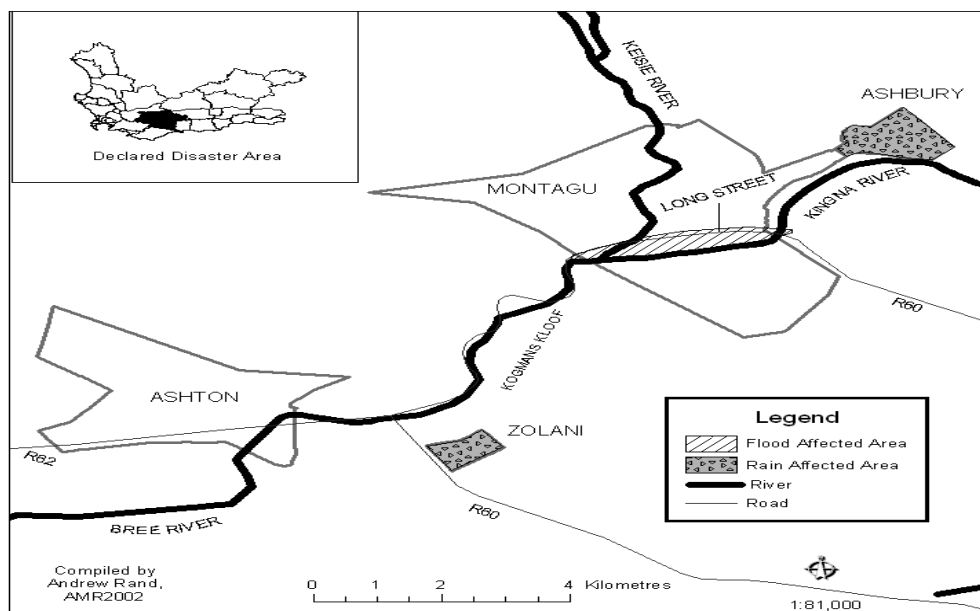 Declared Disaster Area
KEISIE RIVER
ASHBURY
MONTAGU
LONG STREET
KINGNA RIVER
R60
KOGMANS KLOOF
ASHTON
ZOLANI
R62
BREE RIVER
R60
Legend
Flood Affected Area
Rain Affected Area
River
Road
Compiled by
Andrew Rand,
AMR2002
0 1 2 4 Kilometres
1:81,000